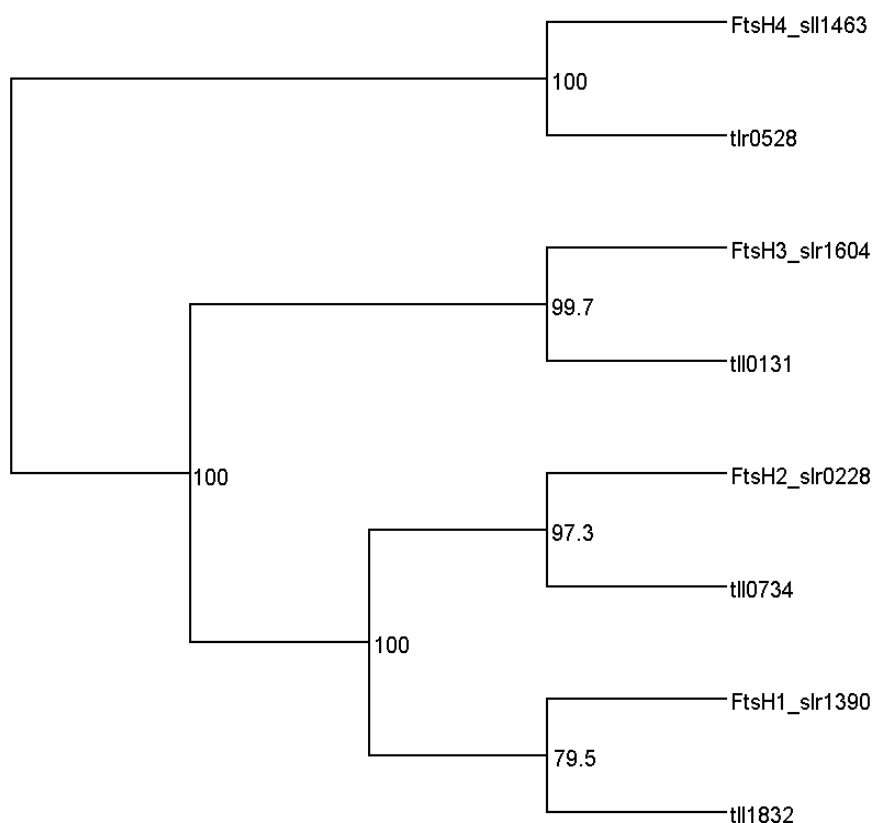 FtsH4_sll1463
100
tlr0528
FtsH3_slr1604
99.7
tll0131
FtsH2_slr0228
100
97.3
tll0734
100
FtsH1_slr1390
79.5
tll1832